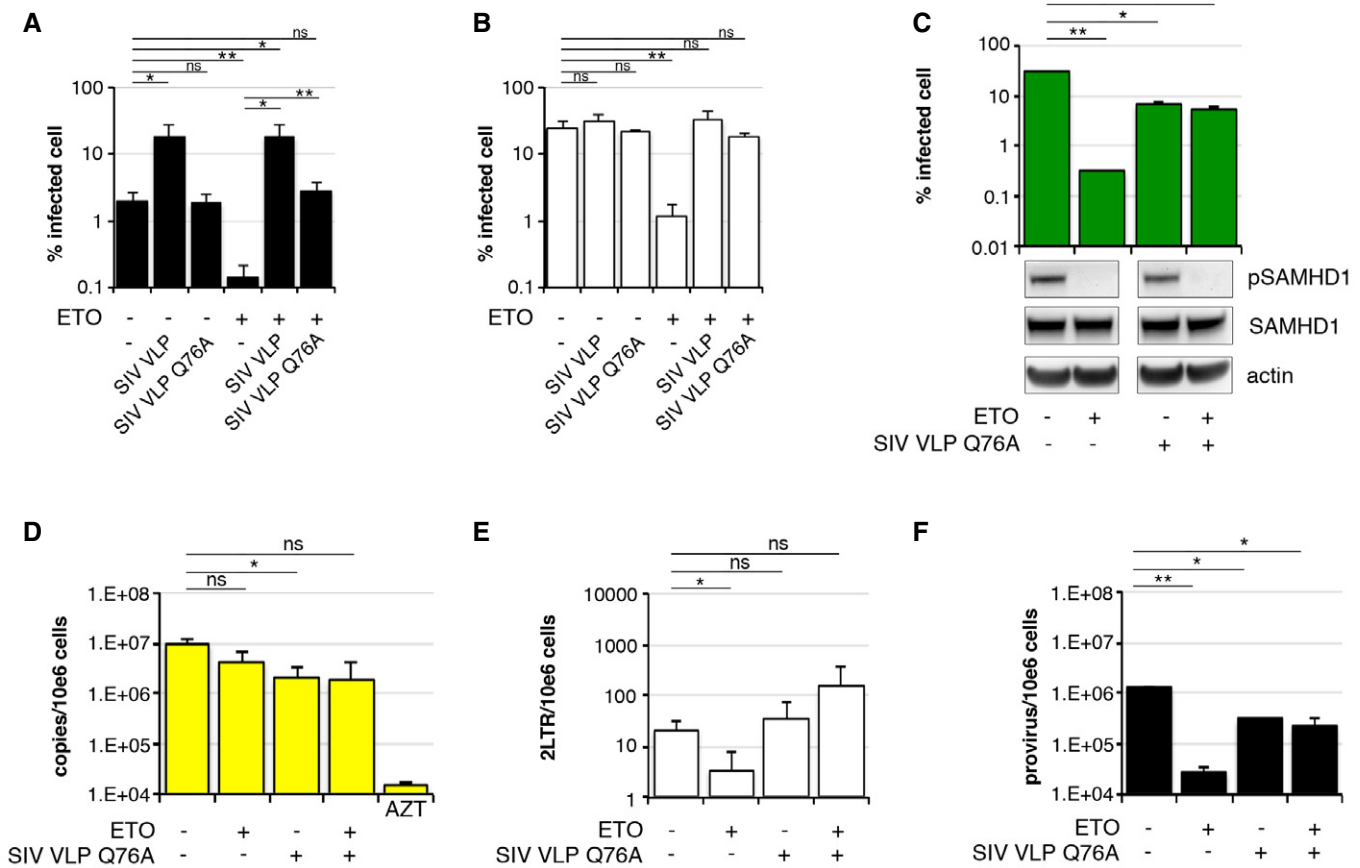 A
ns
*
**
ns
*
**
*
100
10
1
0.1
% infected cell
ETO - - - + + +
- SIV VLP SIV VLP Q76A - SIV VLP SIV VLP Q76A
B
ns
ns
**
ns
ns
100
10
1
0.1
% infected cell
ETO - - - + + +
- SIV VLP SIV VLP Q76A - SIV VLP SIV VLP Q76A
C
*
**
100
10
1
0.1
0.01
% infected cell
pSAMHD1
SAMHD1
actin
ETO - + - +
SIV VLP Q76A - - + +
D
ns
*
ns
1.E+08
1.E+07
1.E+06
1.E+05
1.E+04
copies/10e6 cells
AZT
ETO - + - +
SIV VLP Q76A - - + +
E
ns
ns
*
10000
1000
100
10
1
2LTR/10e6 cells
ETO - + - +
SIV VLP Q76A - - + +
F
*
*
**
1.E+08
1.E+07
1.E+06
1.E+05
1.E+04
provirus/10e6 cells
ETO - + - +
SIV VLP Q76A - - + +